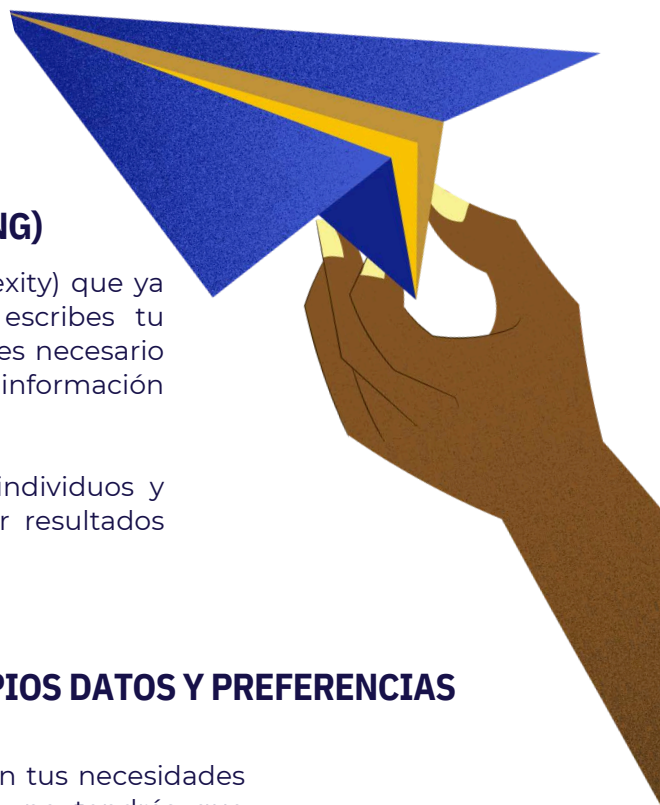 NG)
exity) que ya
escribes tu
es necesario
información
individuos y
r resultados
PIOS DATOS Y PREFERENCIAS
n tus necesidades